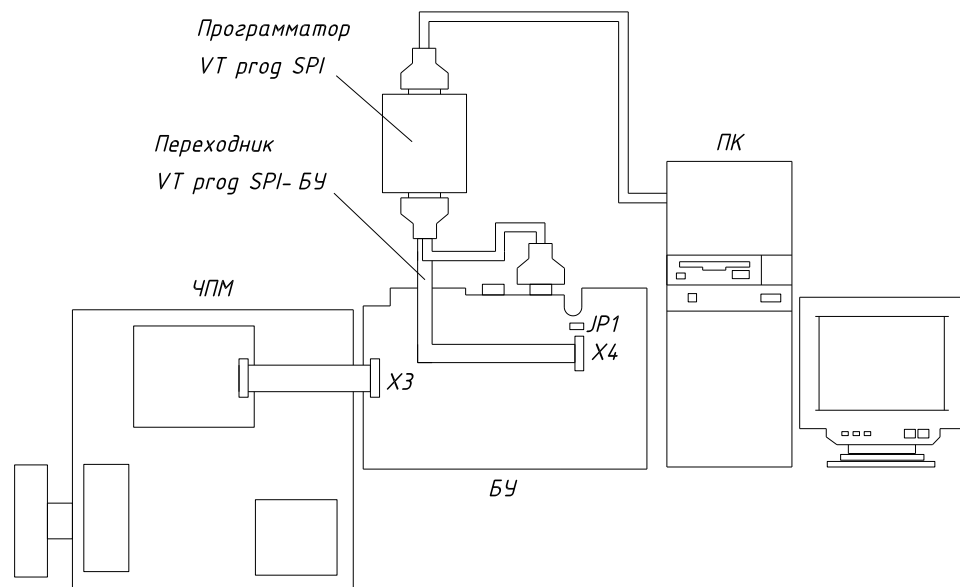 Программатор
VT prog SPI
Переходник
VT prog SPI- БУ
ПК
ЧПМ
JP1
X4
X3
БУ